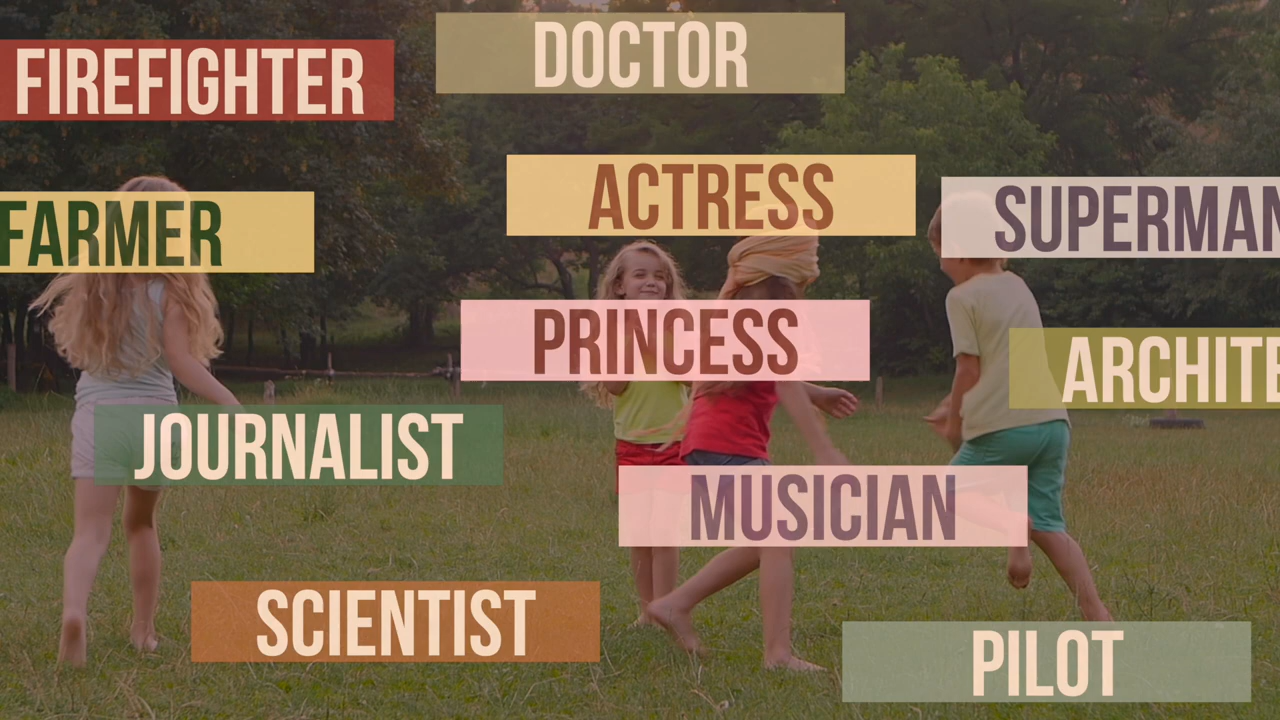 FIREFIGHTER
DOCTOR
ACTRESS
SUPERMAN
FARMER
PRINCESS
ARCHITE
JOURNALIST
MUSICIAN
SCIENTIST
PILOT